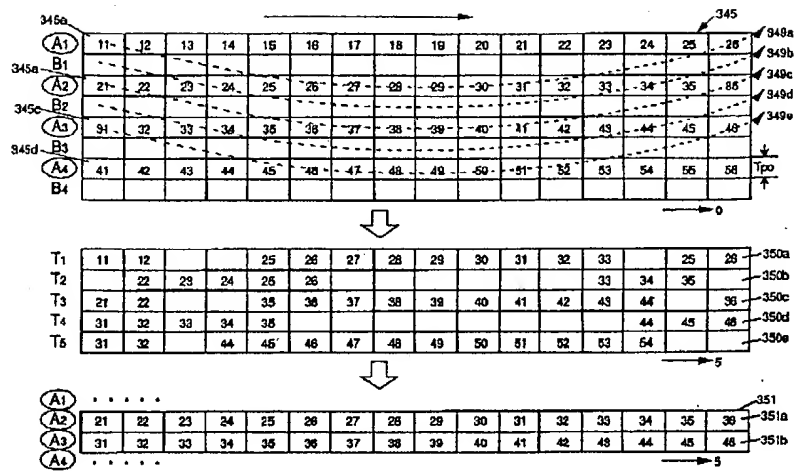 345a 345 349a
A1 11 12 13 14 15 16 17 18 19 20 21 22 23 24 25 26
B1 349b
345a A2 21 22 23 24 25 26 27 28 29 30 31 32 33 34 35 36 349c
B2 349d
345c A3 31 32 33 34 35 36 37 38 39 40 41 42 43 44 45 46 349e
B3
345d A4 41 42 43 44 45 46 47 48 49 50 51 52 53 54 55 56 Tpo
B4
0
T1 11 12 25 26 27 28 29 30 31 32 33 25 26 350a
T2 22 23 24 25 26 33 34 35 350b
T3 21 22 35 36 37 38 39 40 41 42 43 44 36 350c
T4 31 32 33 34 35 44 45 46 350d
T5 31 32 44 45 46 47 48 49 50 51 52 53 54 350e
5
A1 . . . . . 351
A2 21 22 23 24 25 26 27 28 29 30 31 32 33 34 35 36 351a
A3 31 32 33 34 35 36 37 38 39 40 41 42 43 44 45 46 351b
A4 . . . . . 5